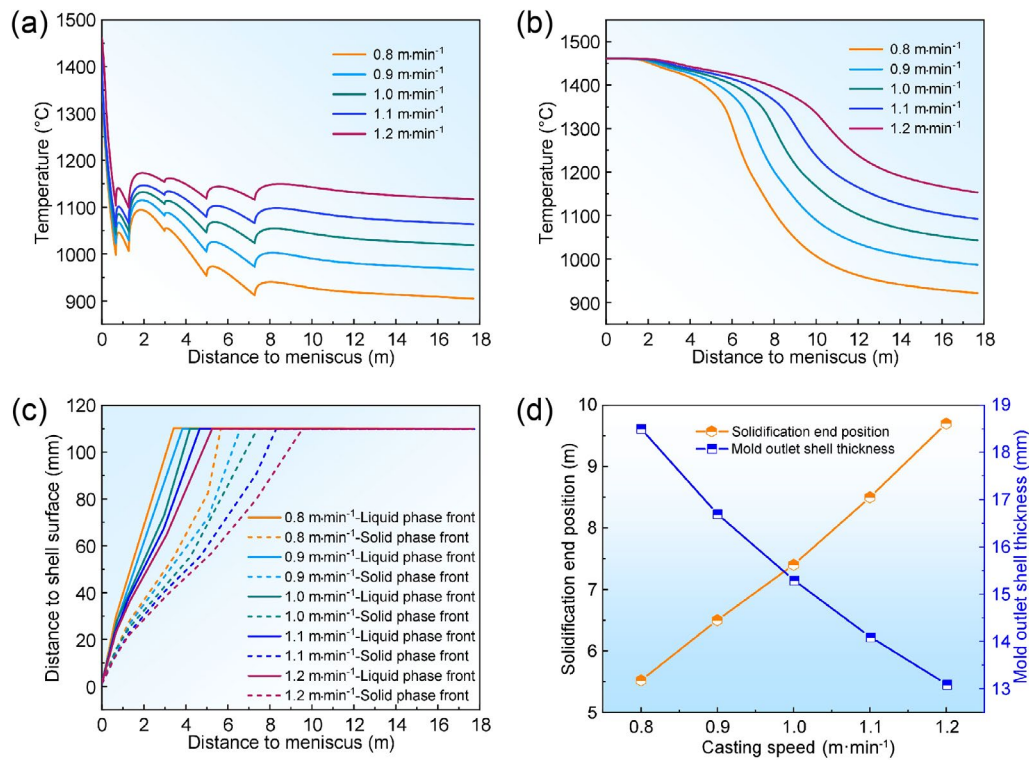 (a)
1500
1400
1300
1200
1100
1000
900
Temperature (°C)
0 2 4 6 8 10 12 14 16 18
Distance to meniscus (m)
0.8 m·min⁻¹
0.9 m·min⁻¹
1.0 m·min⁻¹
1.1 m·min⁻¹
1.2 m·min⁻¹
(b)
1500
1400
1300
1200
1100
1000
900
Temperature (°C)
0 2 4 6 8 10 12 14 16 18
Distance to meniscus (m)
0.8 m·min⁻¹
0.9 m·min⁻¹
1.0 m·min⁻¹
1.1 m·min⁻¹
1.2 m·min⁻¹
(c)
120
100
80
60
40
20
0
Distance to shell surface (mm)
0 2 4 6 8 10 12 14 16 18
Distance to meniscus (m)
0.8 m·min⁻¹-Liquid phase front
0.8 m·min⁻¹-Solid phase front
0.9 m·min⁻¹-Liquid phase front
0.9 m·min⁻¹-Solid phase front
1.0 m·min⁻¹-Liquid phase front
1.0 m·min⁻¹-Solid phase front
1.1 m·min⁻¹-Liquid phase front
1.1 m·min⁻¹-Solid phase front
1.2 m·min⁻¹-Liquid phase front
1.2 m·min⁻¹-Solid phase front
(d)
10
9
8
7
6
5
Solidification end position (m)
0.8 0.9 1.0 1.1 1.2
Casting speed (m·min⁻¹)
Solidification end position
Mold outlet shell thickness
19
18
17
16
15
14
13
Mold outlet shell thickness (mm)